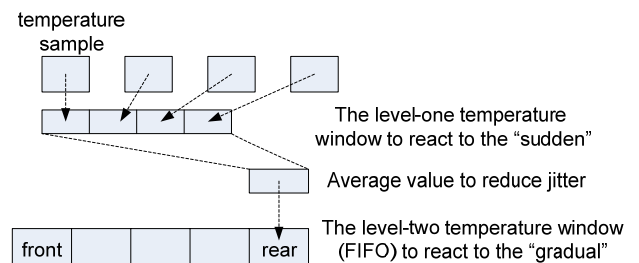 temperature
sample
The level-one temperature
window to react to the “sudden”
Average value to reduce jitter
The level-two temperature window
(FIFO) to react to the “gradual”
front
rear